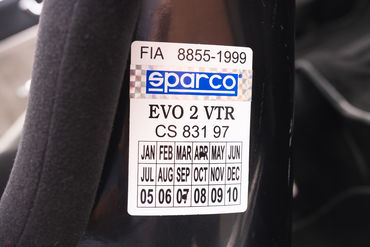 FIA 8855-1999
sparco
EVO 2 VTR
CS 831 97
JAN FEB MAR APR MAY JUN
JUL AUG SEP OCT NOV DEC
05 06 07 08 09 10